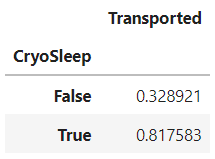 Transported
CryoSleep
False 0.328921
True 0.817583